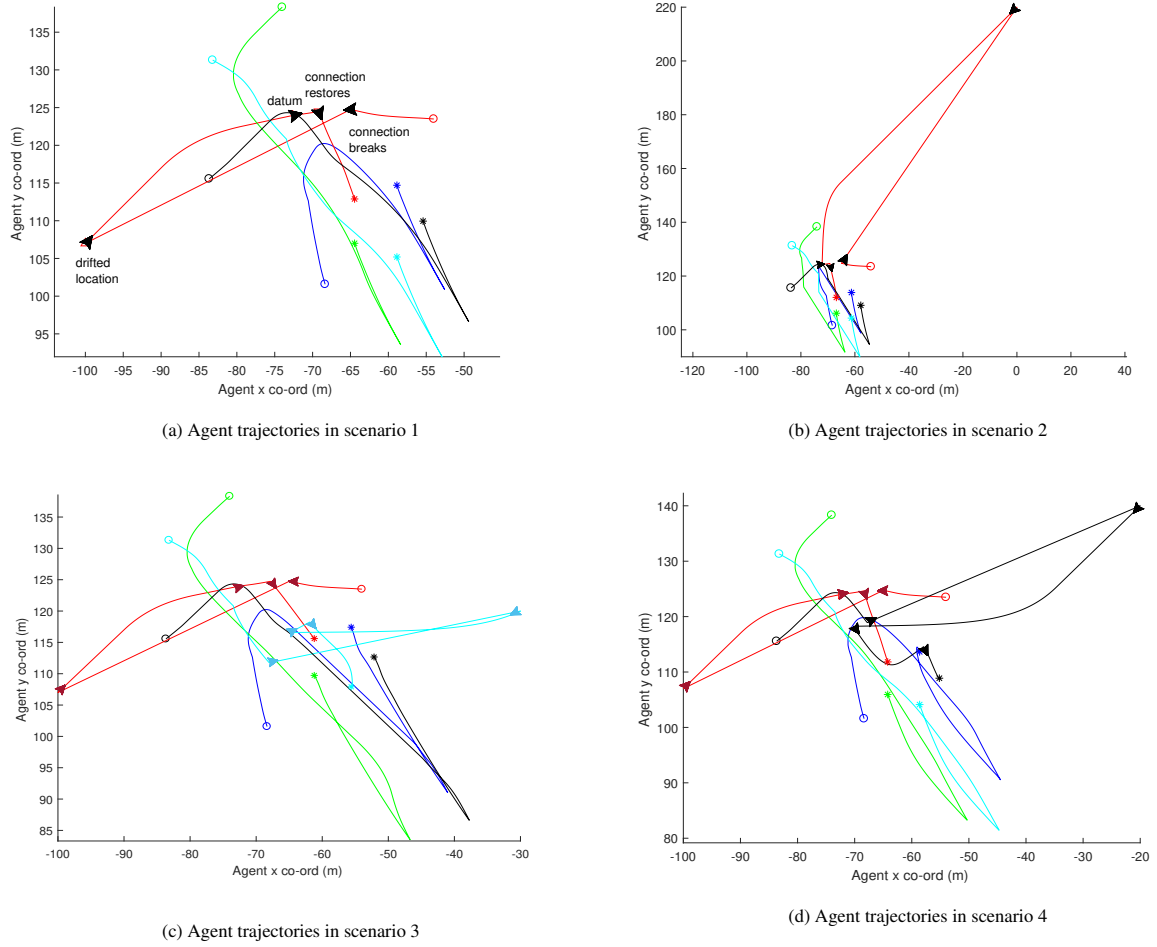 135
130
125
120
115
110
105
100
95
Agent y co-ord (m)
datum
connection
restores
connection
breaks
drifted
location
-100 -95 -90 -85 -80 -75 -70 -65 -60 -55 -50
Agent x co-ord (m)
(a) Agent trajectories in scenario 1
220
200
180
160
140
120
100
Agent y co-ord (m)
-120 -100 -80 -60 -40 -20 0 20 40
Agent x co-ord (m)
(b) Agent trajectories in scenario 2
135
130
125
120
115
110
105
100
95
90
85
Agent y co-ord (m)
-100 -90 -80 -70 -60 -50 -40 -30
Agent x co-ord (m)
(c) Agent trajectories in scenario 3
140
130
120
110
100
90
80
Agent y co-ord (m)
-100 -90 -80 -70 -60 -50 -40 -30 -20
Agent x co-ord (m)
(d) Agent trajectories in scenario 4